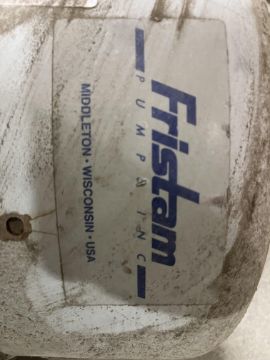 Fristam
PUMPS INC
MIDDLETON · WISCONSIN · USA